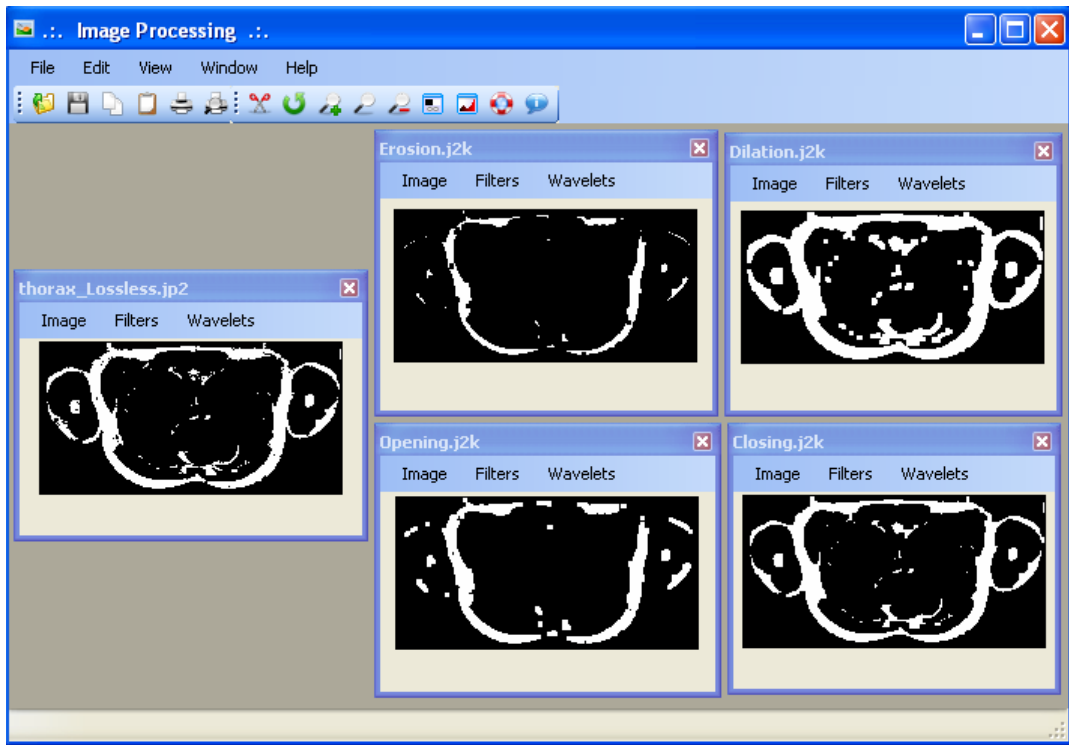 .:. Image Processing .:.
File Edit View Window Help
Erosion.j2k
Image Filters Wavelets
Dilation.j2k
Image Filters Wavelets
thorax_Lossless.jp2
Image Filters Wavelets
Opening.j2k
Image Filters Wavelets
Closing.j2k
Image Filters Wavelets